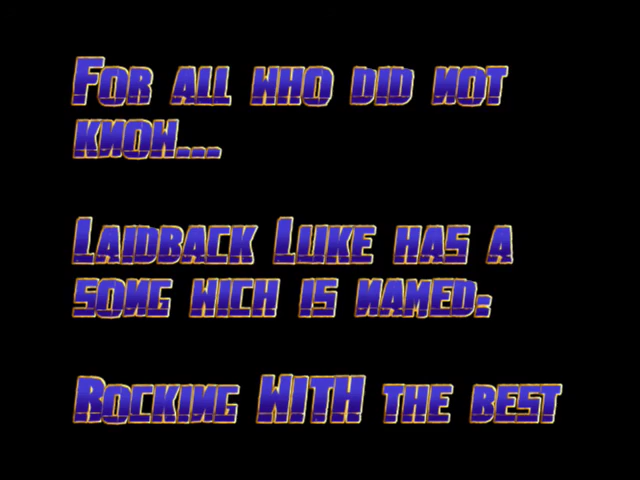 For all who did not
know....
Laidback Luke has a
song wich is named:
Rocking WITH the best